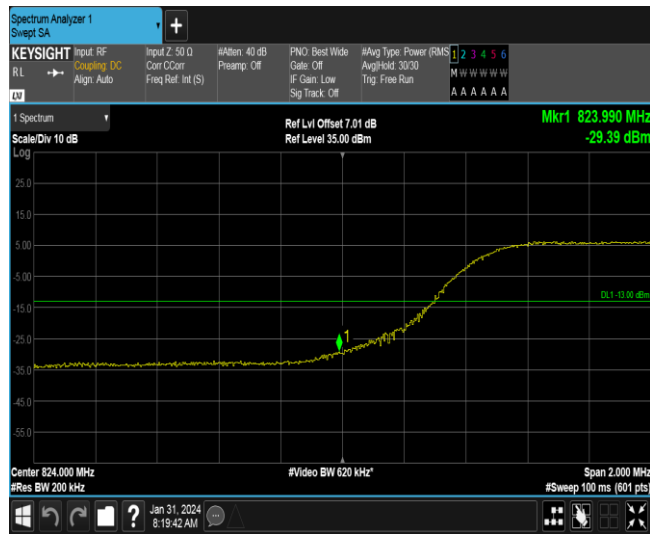 Spectrum Analyzer 1
Swept SA
+
KEYSIGHT
RL
LXI
Input: RF
Coupling: DC
Align: Auto
Input Z: 50 Ω
Corr CCorr
Freq Ref: Int (S)
#Atten: 40 dB
Preamp: Off
PNO: Best Wide
Gate: Off
IF Gain: Low
Sig Track: Off
#Avg Type: Power (RMS
Avg|Hold: 30/30
Trig: Free Run
1 2 3 4 5 6
M W W W W W
A A A A A A
1 Spectrum
Scale/Div 10 dB
Log
Ref Lvl Offset 7.01 dB
Ref Level 35.00 dBm
Mkr1 823.990 MHz
-29.39 dBm
25.0
15.0
5.00
-5.00
-15.0
-25.0
-35.0
-45.0
-55.0
DL1 -13.00 dBm
1
Center 824.000 MHz
#Res BW 200 kHz
#Video BW 620 kHz*
Span 2.000 MHz
#Sweep 100 ms (601 pts)
?
Jan 31, 2024
8:19:42 AM